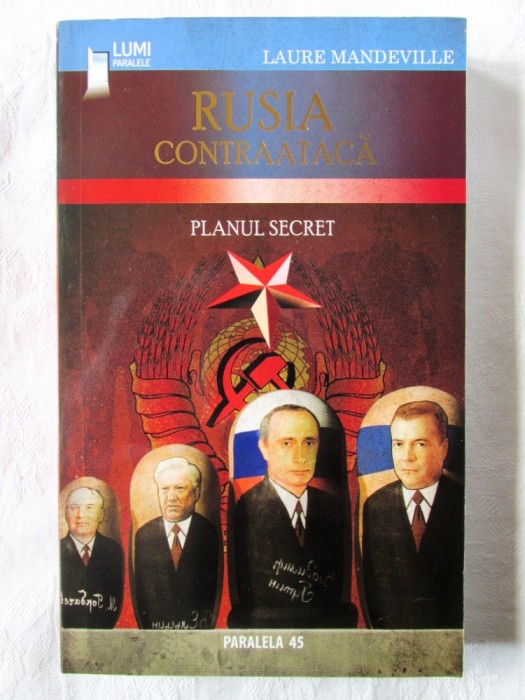 LUMI
PARALELE
LAURE MANDEVILLE
RUSIA
CONTRAATACĂ
PLANUL SECRET
PARALELA 45